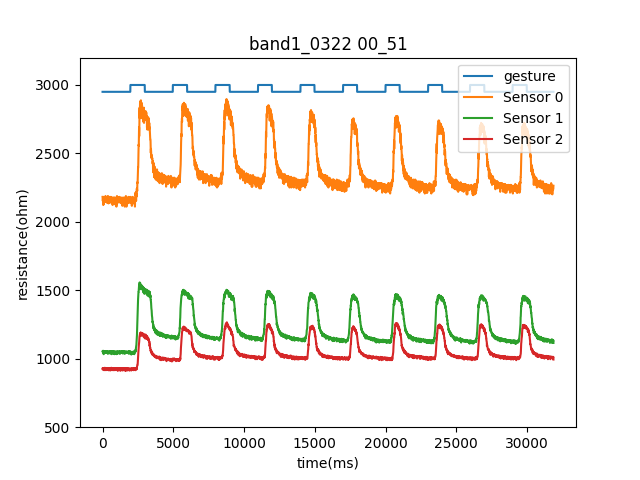 band1_0322 00_51
gesture
Sensor 0
Sensor 1
Sensor 2
resistance(ohm)
3000
2500
2000
1500
1000
500
0
5000
10000
15000
20000
25000
30000
time(ms)